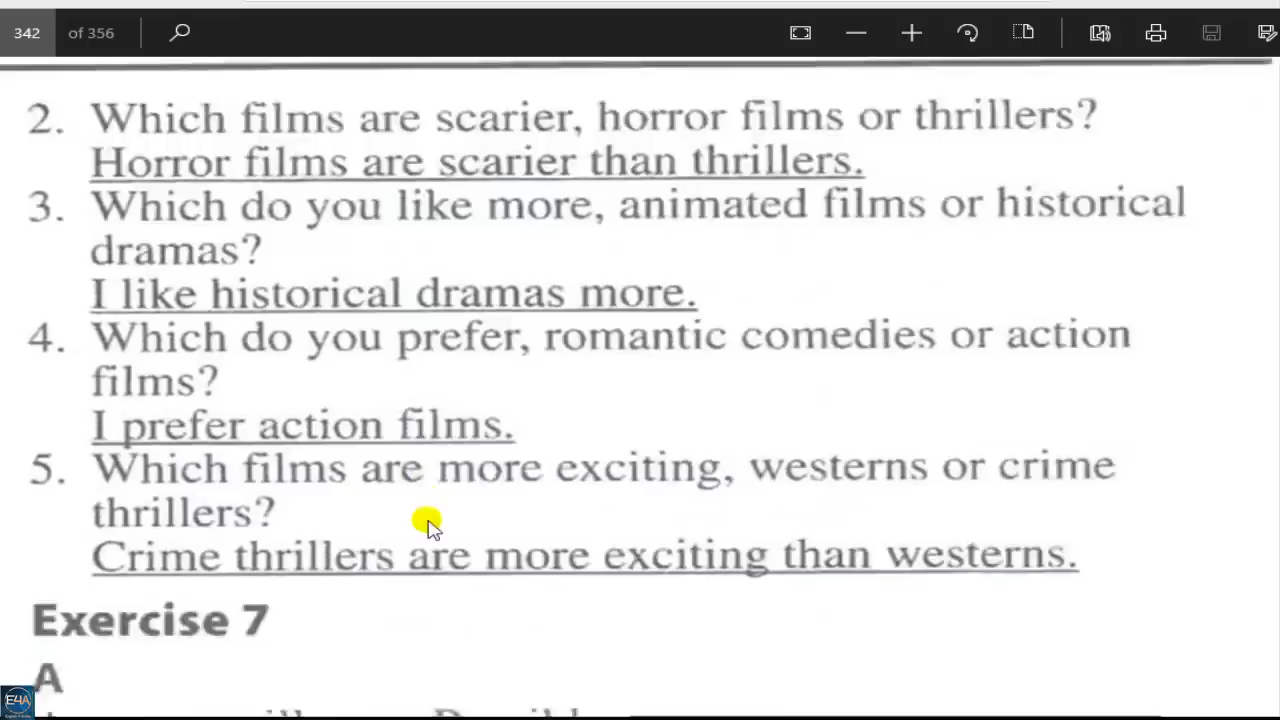 342 of 356
2. Which films are scarier, horror films or thrillers?
Horror films are scarier than thrillers.
3. Which do you like more, animated films or historical
dramas?
I like historical dramas more.
4. Which do you prefer, romantic comedies or action
films?
I prefer action films.
5. Which films are more exciting, westerns or crime
thrillers?
Crime thrillers are more exciting than westerns.
Exercise 7
A
E4A